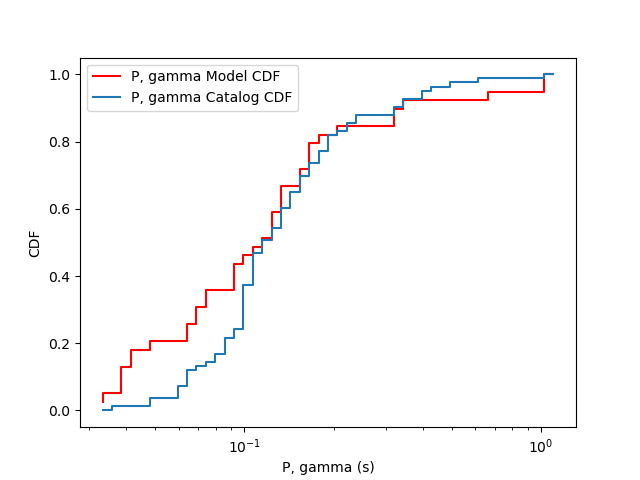 P, gamma Model CDF
P, gamma Catalog CDF
1.0
0.8
0.6
0.4
0.2
0.0
CDF
10⁻¹ 10⁰
P, gamma (s)